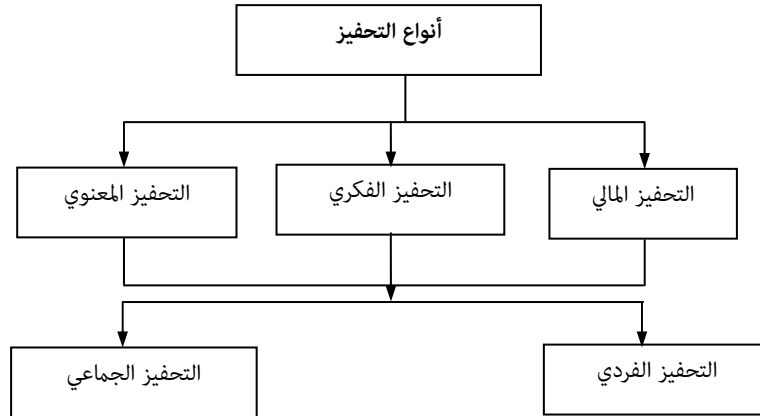 أنواع التحفيز
التحفيز المالي
التحفيز الفكري
التحفيز المعنوي
التحفيز الفردي
التحفيز الجماعي